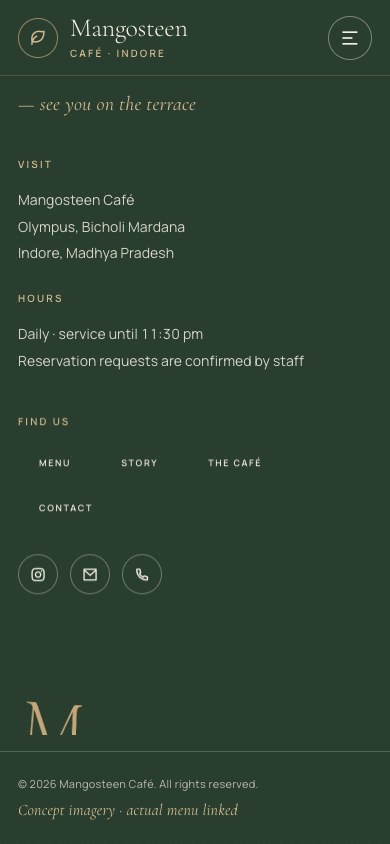 Mangosteen
CAFÉ · INDORE
— see you on the terrace
VISIT
Mangosteen Café
Olympus, Bicholi Mardana
Indore, Madhya Pradesh
HOURS
Daily · service until 11:30 pm
Reservation requests are confirmed by staff
FIND US
MENU STORY THE CAFÉ
CONTACT
M
© 2026 Mangosteen Café. All rights reserved.
Concept imagery · actual menu linked